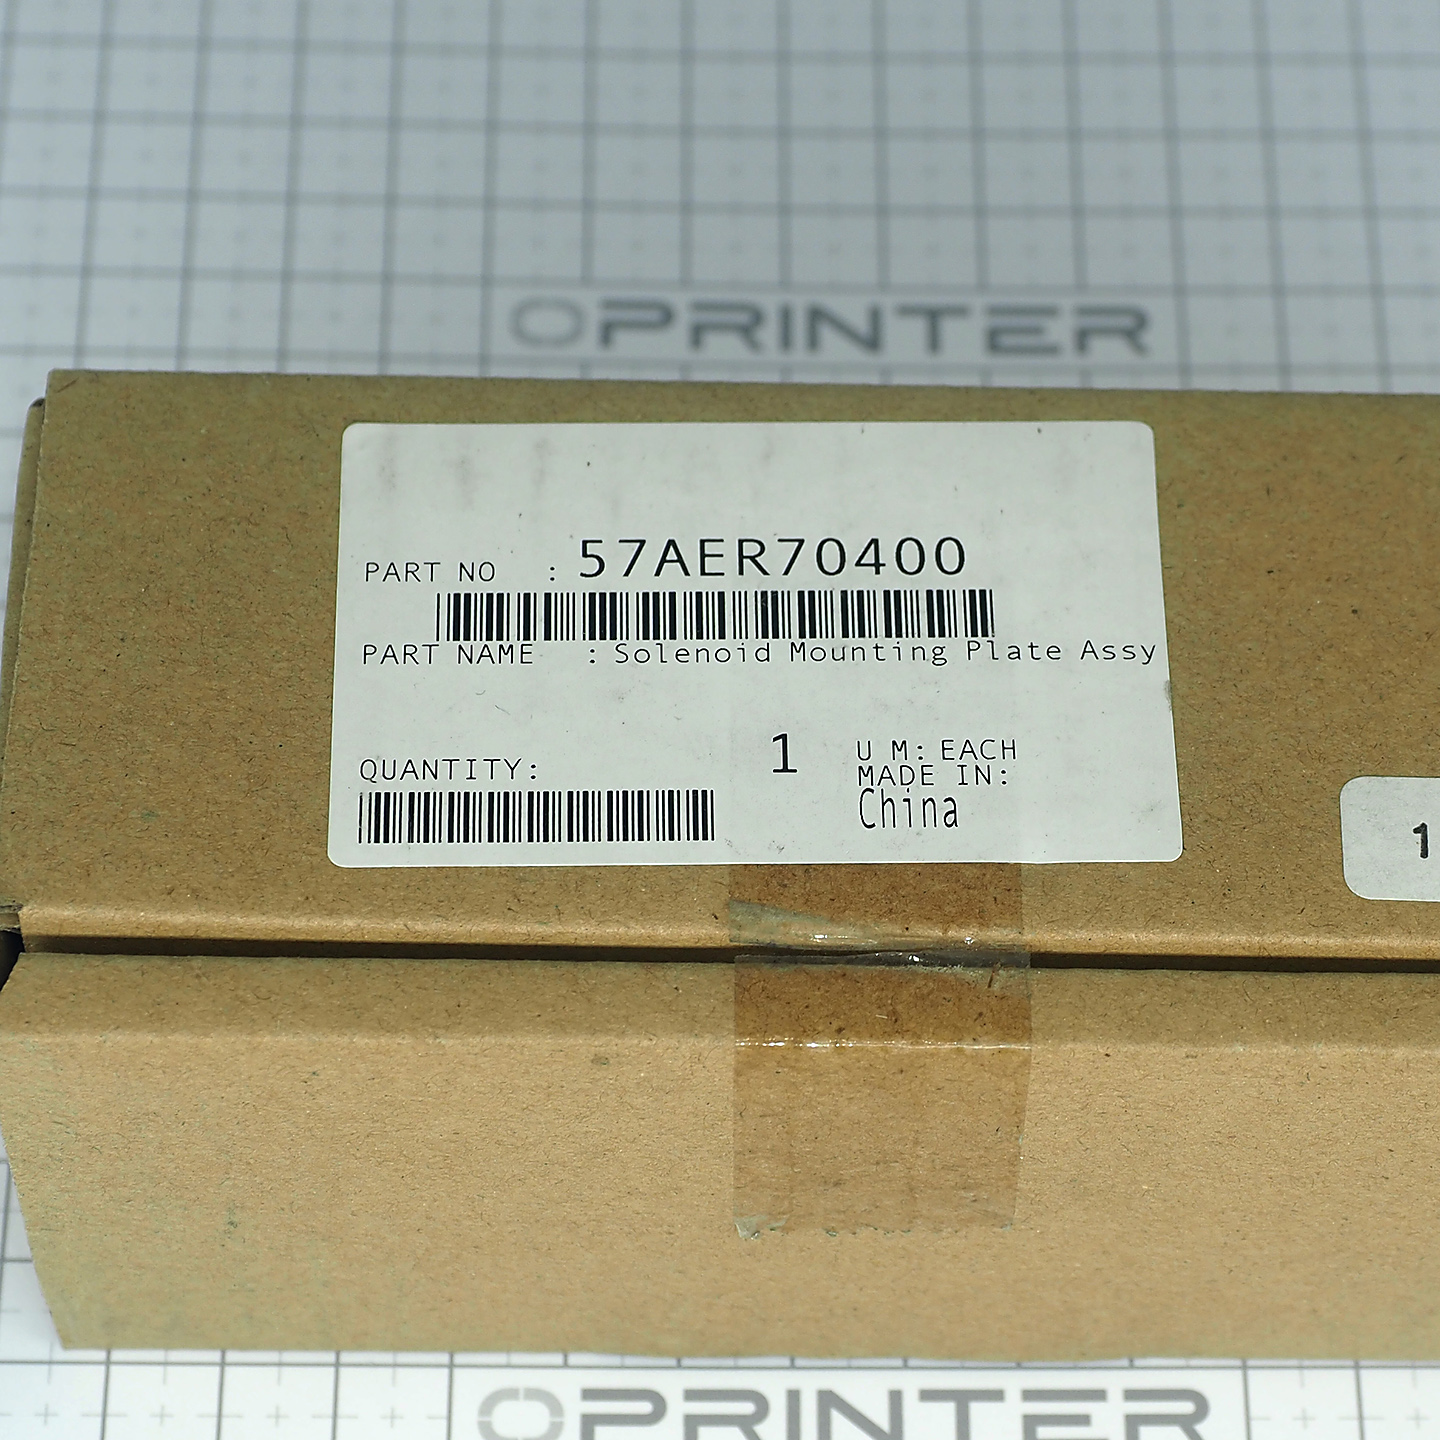 OPRINTER
PART NO : 57AER70400
PART NAME : Solenoid Mounting Plate Assy
QUANTITY: 1
U M: EACH
MADE IN:
China
1
OPRINTER